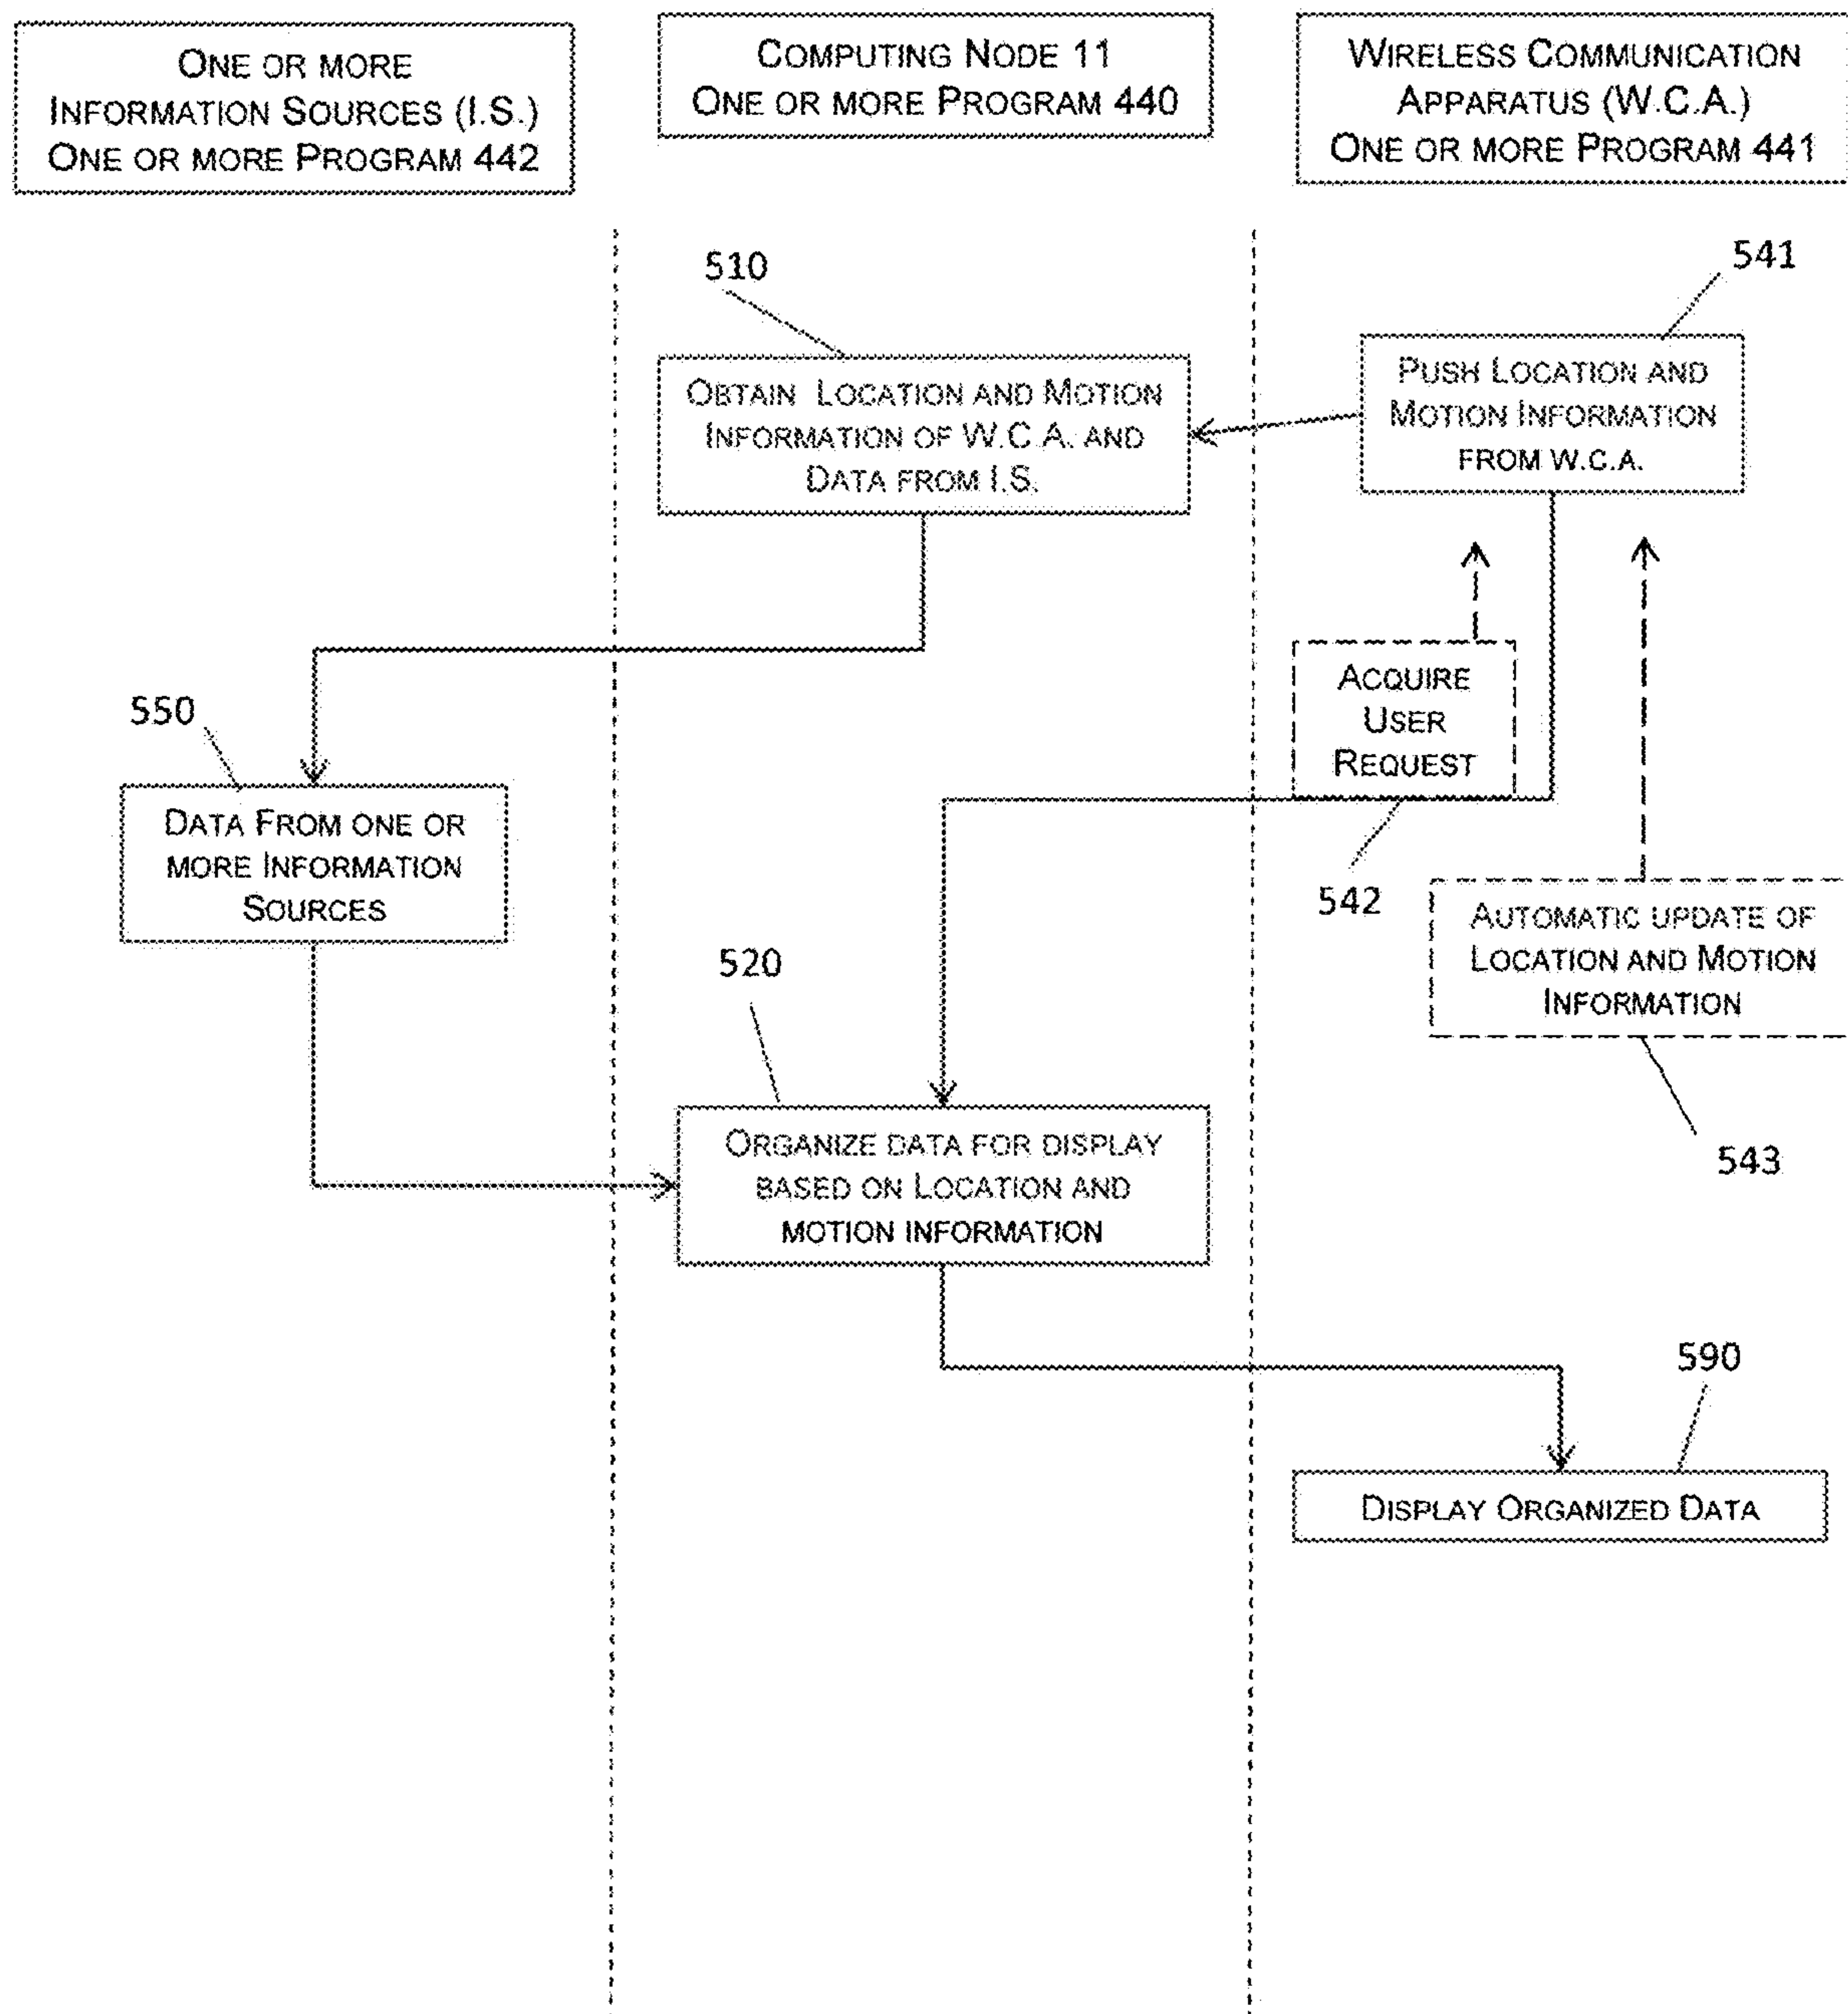 ONE OR MORE
INFORMATION SOURCES (I.S.)
ONE OR MORE PROGRAM 442
COMPUTING NODE 11
ONE OR MORE PROGRAM 440
WIRELESS COMMUNICATION
APPARATUS (W.C.A.)
ONE OR MORE PROGRAM 441
510
541
OBTAIN LOCATION AND MOTION
INFORMATION OF W.C.A. AND
DATA FROM I.S.
PUSH LOCATION AND
MOTION INFORMATION
FROM W.C.A.
550
ACQUIRE
USER
REQUEST
DATA FROM ONE OR
MORE INFORMATION
SOURCES
542
AUTOMATIC UPDATE OF
LOCATION AND MOTION
INFORMATION
520
543
ORGANIZE DATA FOR DISPLAY
BASED ON LOCATION AND
MOTION INFORMATION
590
DISPLAY ORGANIZED DATA